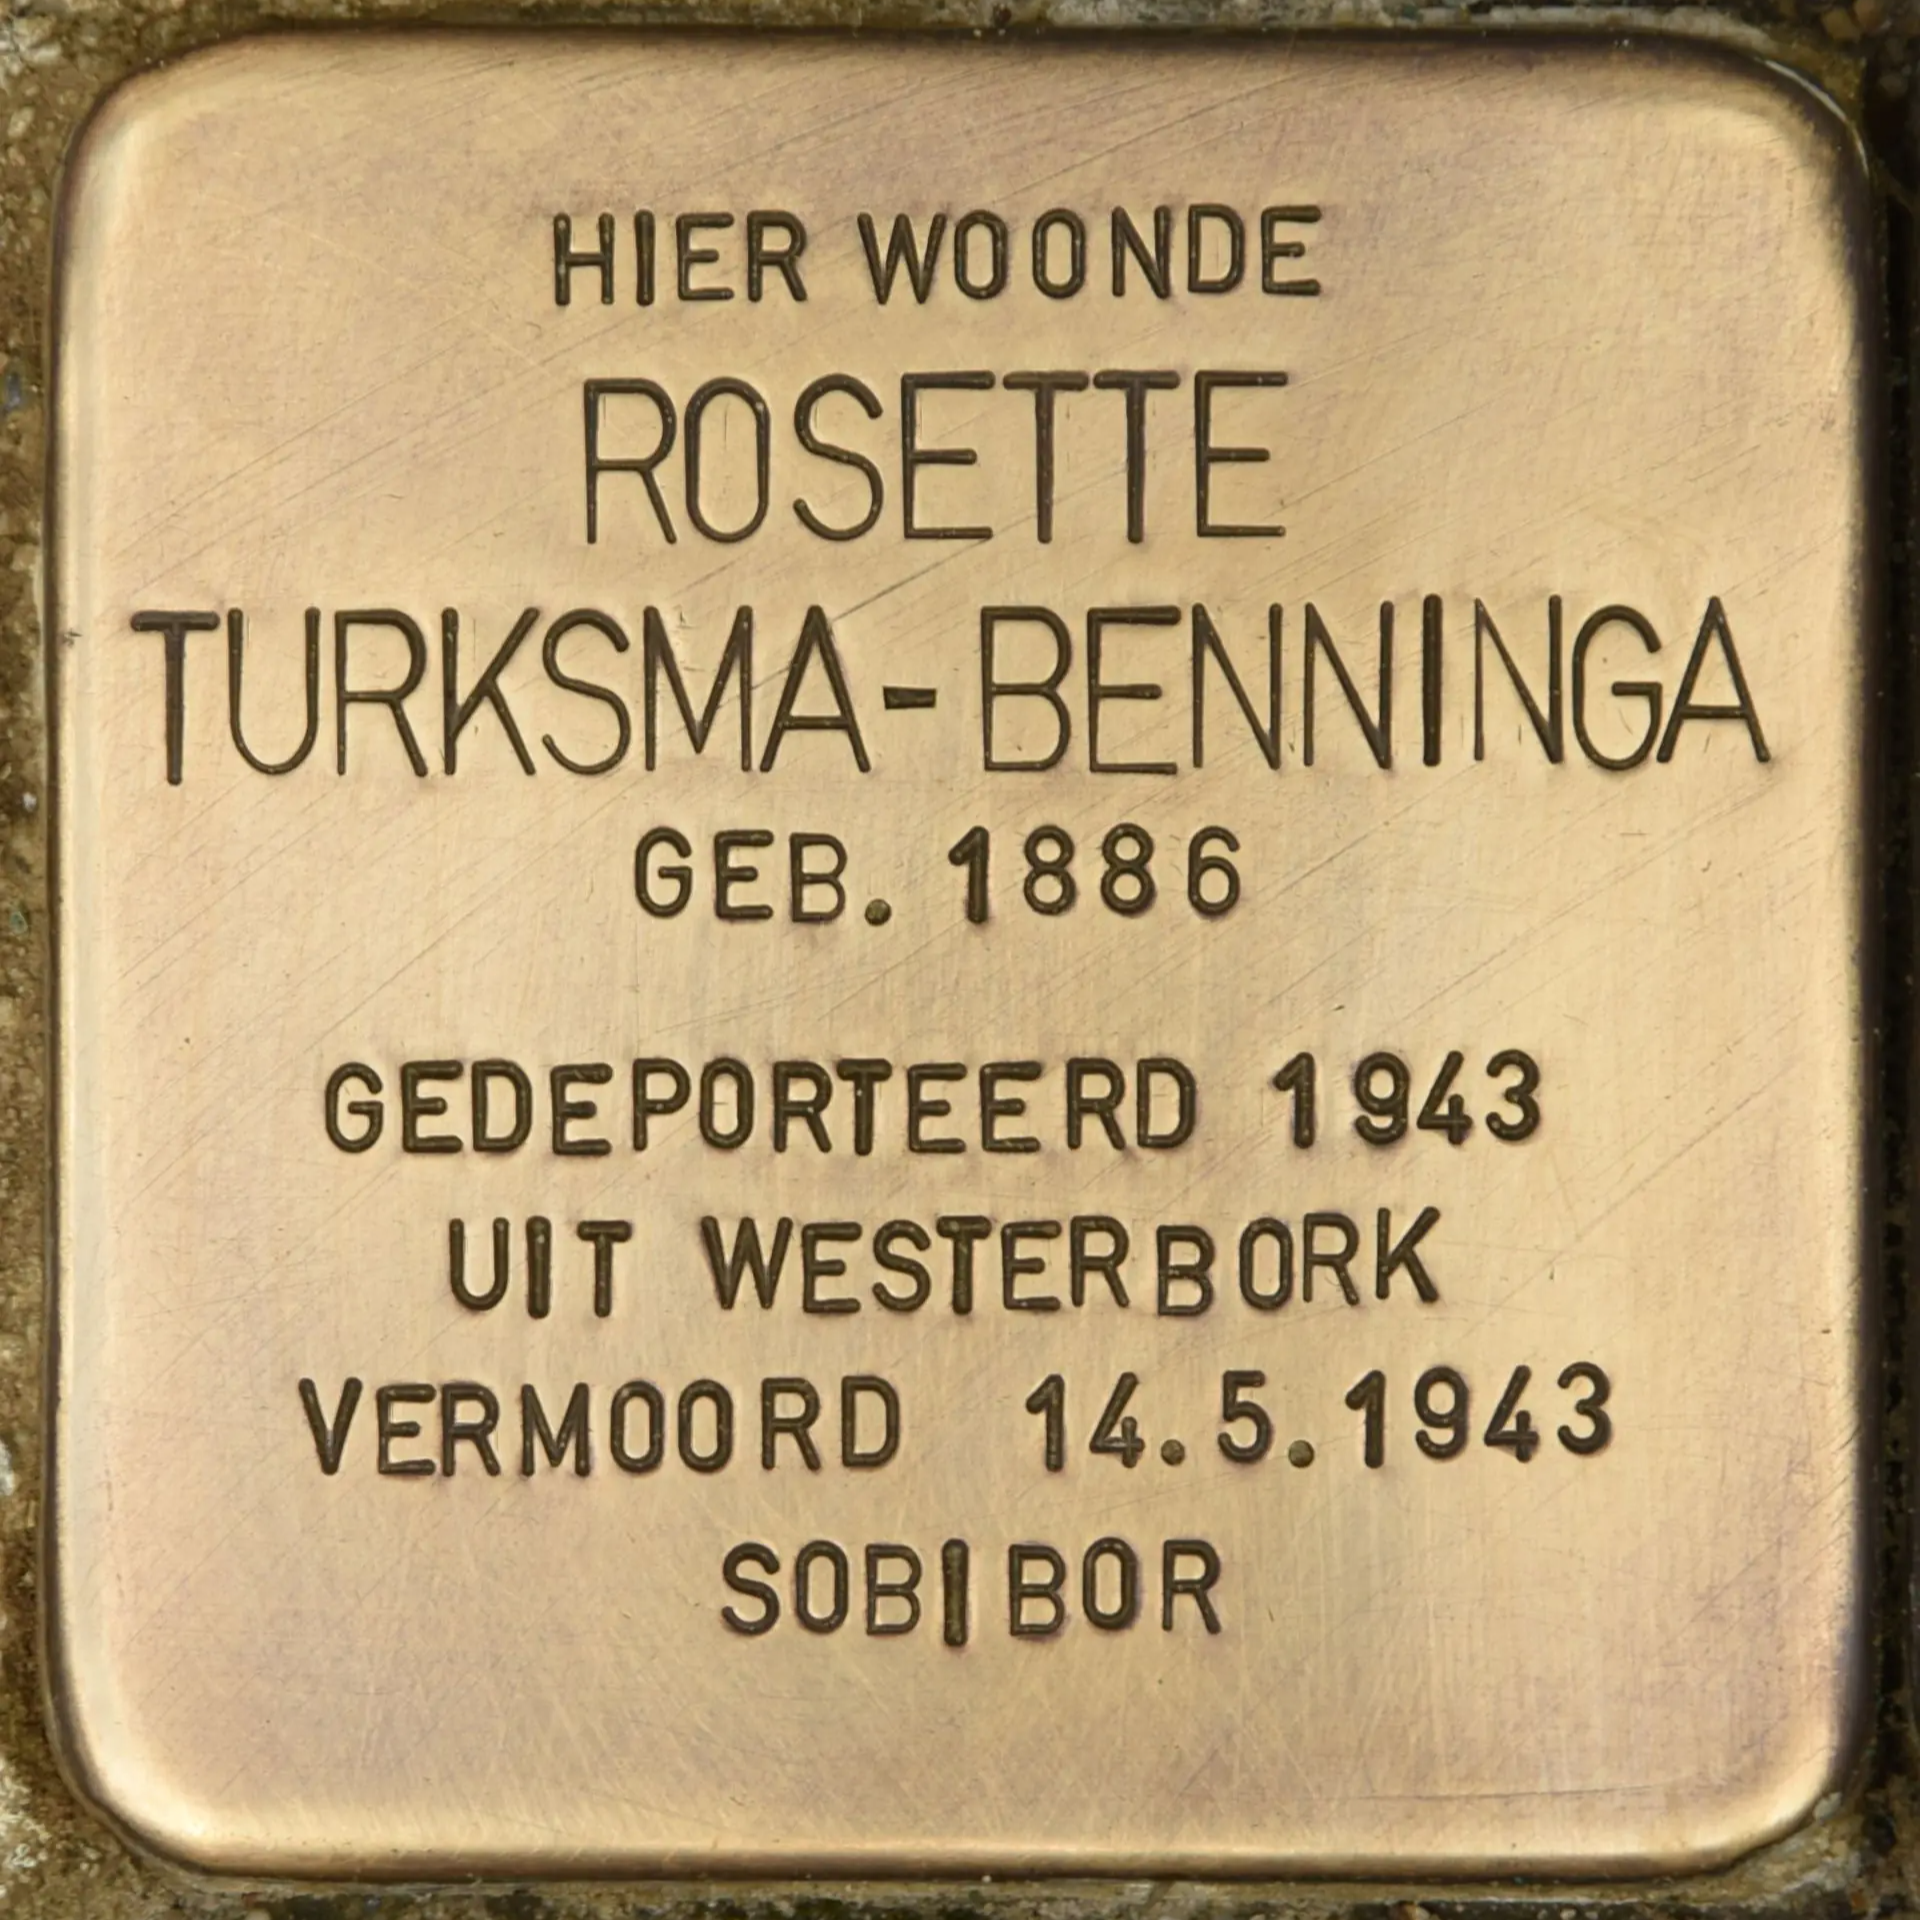 HIER WOONDE
ROSETTE
TURKSMA-BENNINGA
GEB. 1886
GEDEPORTEERD 1943
UIT WESTERBORK
VERMOORD 14.5.1943
SOBIBOR